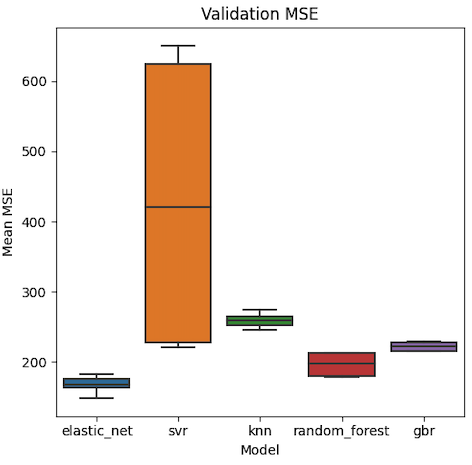 Validation MSE
Mean MSE
600
500
400
300
200
elastic_net svr knn random_forest gbr
Model